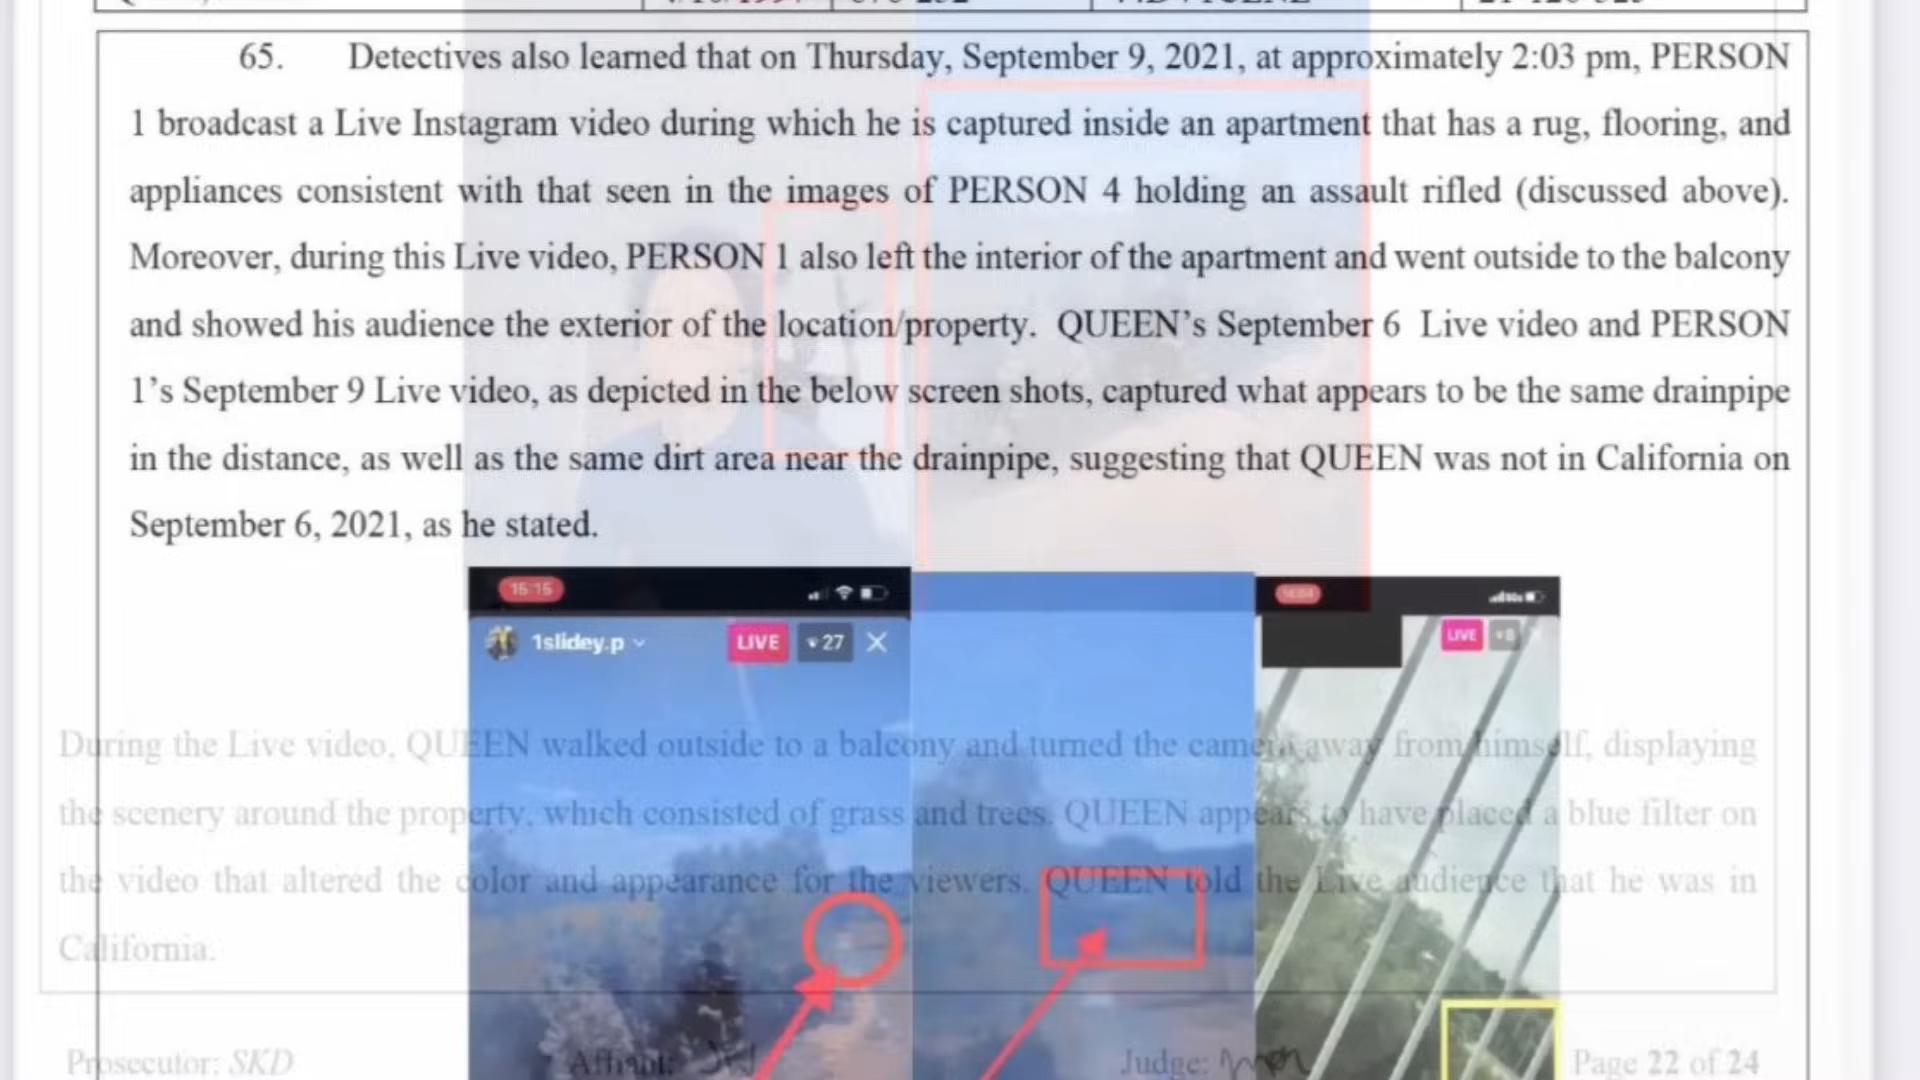 65. Detectives also learned that on Thursday, September 9, 2021, at approximately 2:03 pm, PERSON
1 broadcast a Live Instagram video during which he is captured inside an apartment that has a rug, flooring, and
appliances consistent with that seen in the images of PERSON 4 holding an assault rifled (discussed above).
Moreover, during this Live video, PERSON 1 also left the interior of the apartment and went outside to the balcony
and showed his audience the exterior of the location/property. QUEEN’s September 6 Live video and PERSON
1’s September 9 Live video, as depicted in the below screen shots, captured what appears to be the same drainpipe
in the distance, as well as the same dirt area near the drainpipe, suggesting that QUEEN was not in California on
September 6, 2021, as he stated.
15:15
1slidey.p LIVE 27
LIVE
During the Live video, QUEEN walked outside to a balcony and turned the camera away from himself, displaying
the scenery around the property, which consisted of grass and trees. QUEEN appears to have placed a blue filter on
the video that altered the color and appearance for the viewers. QUEEN told the Live audience that he was in
California.
Prosecutor: SKD Affiant: Judge: Page 22 of 24